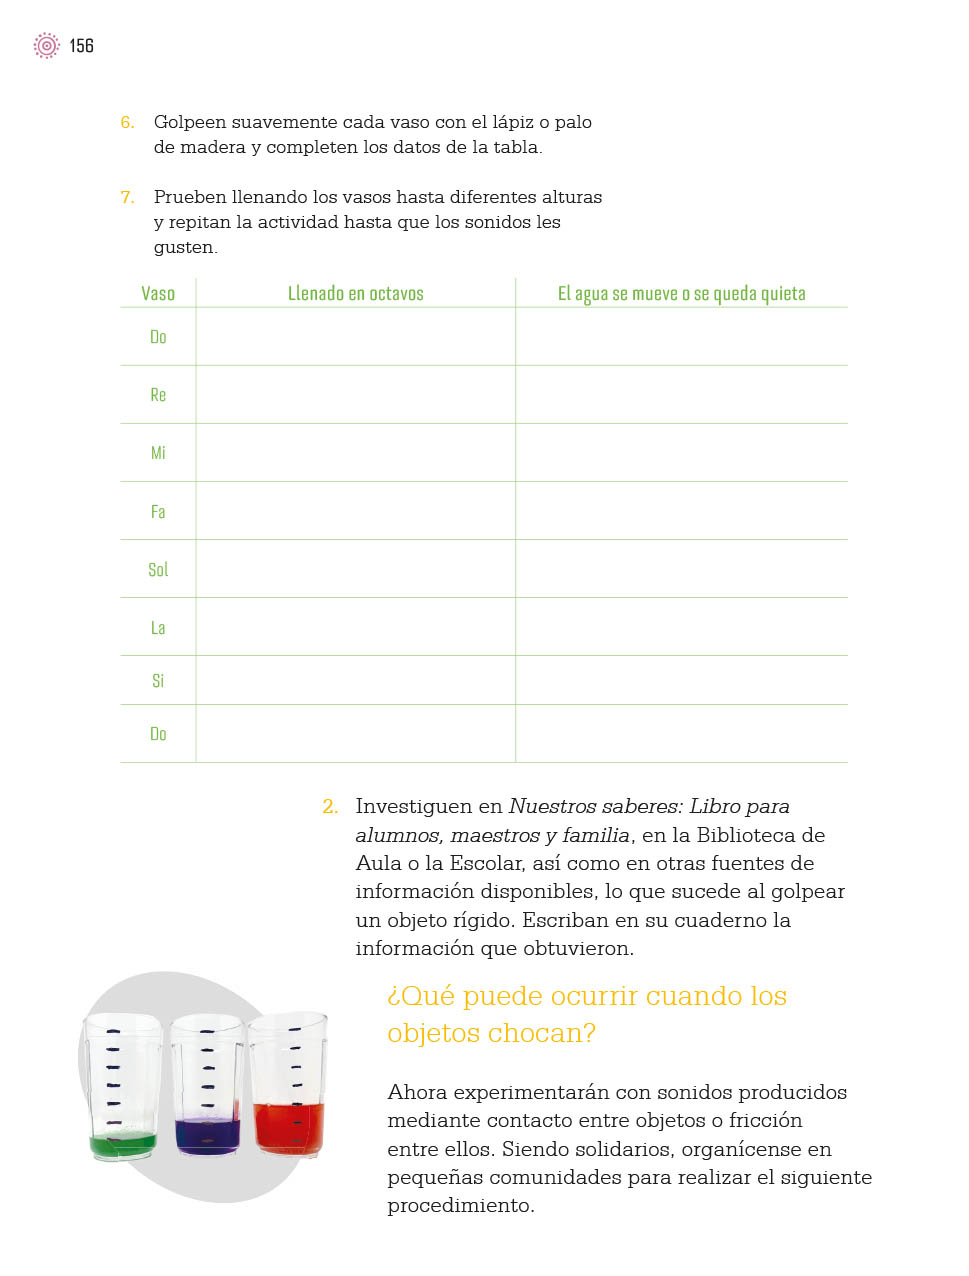 156
6. Golpeen suavemente cada vaso con el lápiz o palo
de madera y completen los datos de la tabla.
7. Prueben llenando los vasos hasta diferentes alturas
y repitan la actividad hasta que los sonidos les
gusten.
Vaso Llenado en octavos El agua se mueve o se queda quieta
Do
Re
Mi
Fa
Sol
La
Si
Do
2. Investiguen en Nuestros saberes: Libro para
alumnos, maestros y familia, en la Biblioteca de
Aula o la Escolar, así como en otras fuentes de
información disponibles, lo que sucede al golpear
un objeto rígido. Escriban en su cuaderno la
información que obtuvieron.
¿Qué puede ocurrir cuando los
objetos chocan?
Ahora experimentarán con sonidos producidos
mediante contacto entre objetos o fricción
entre ellos. Siendo solidarios, organícense en
pequeñas comunidades para realizar el siguiente
procedimiento.